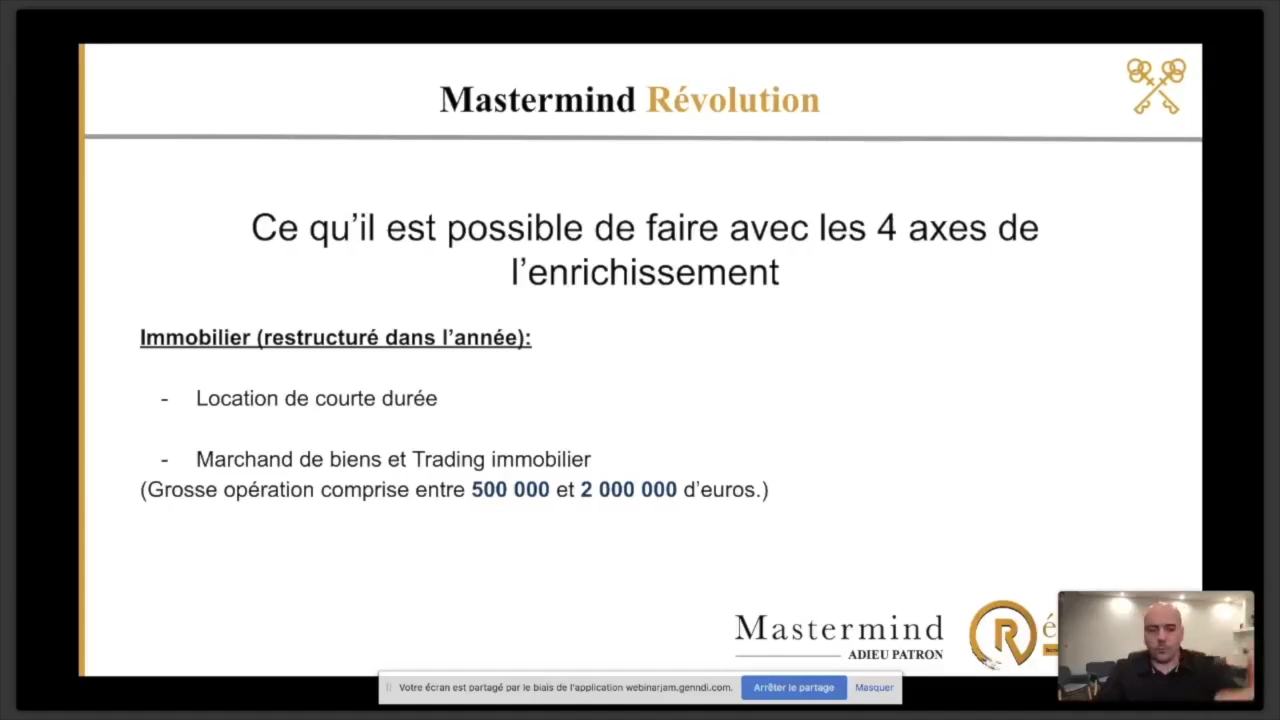 Mastermind Révolution
Ce qu'il est possible de faire avec les 4 axes de
l'enrichissement
Immobilier (restructuré dans l'année):
- Location de courte durée
- Marchand de biens et Trading immobilier
(Grosse opération comprise entre 500 000 et 2 000 000 d'euros.)
Mastermind
ADIEU PATRON
R
Votre écran est partagé par le biais de l'application webinarjam.genndi.com.
Arrêter le partage
Masquer